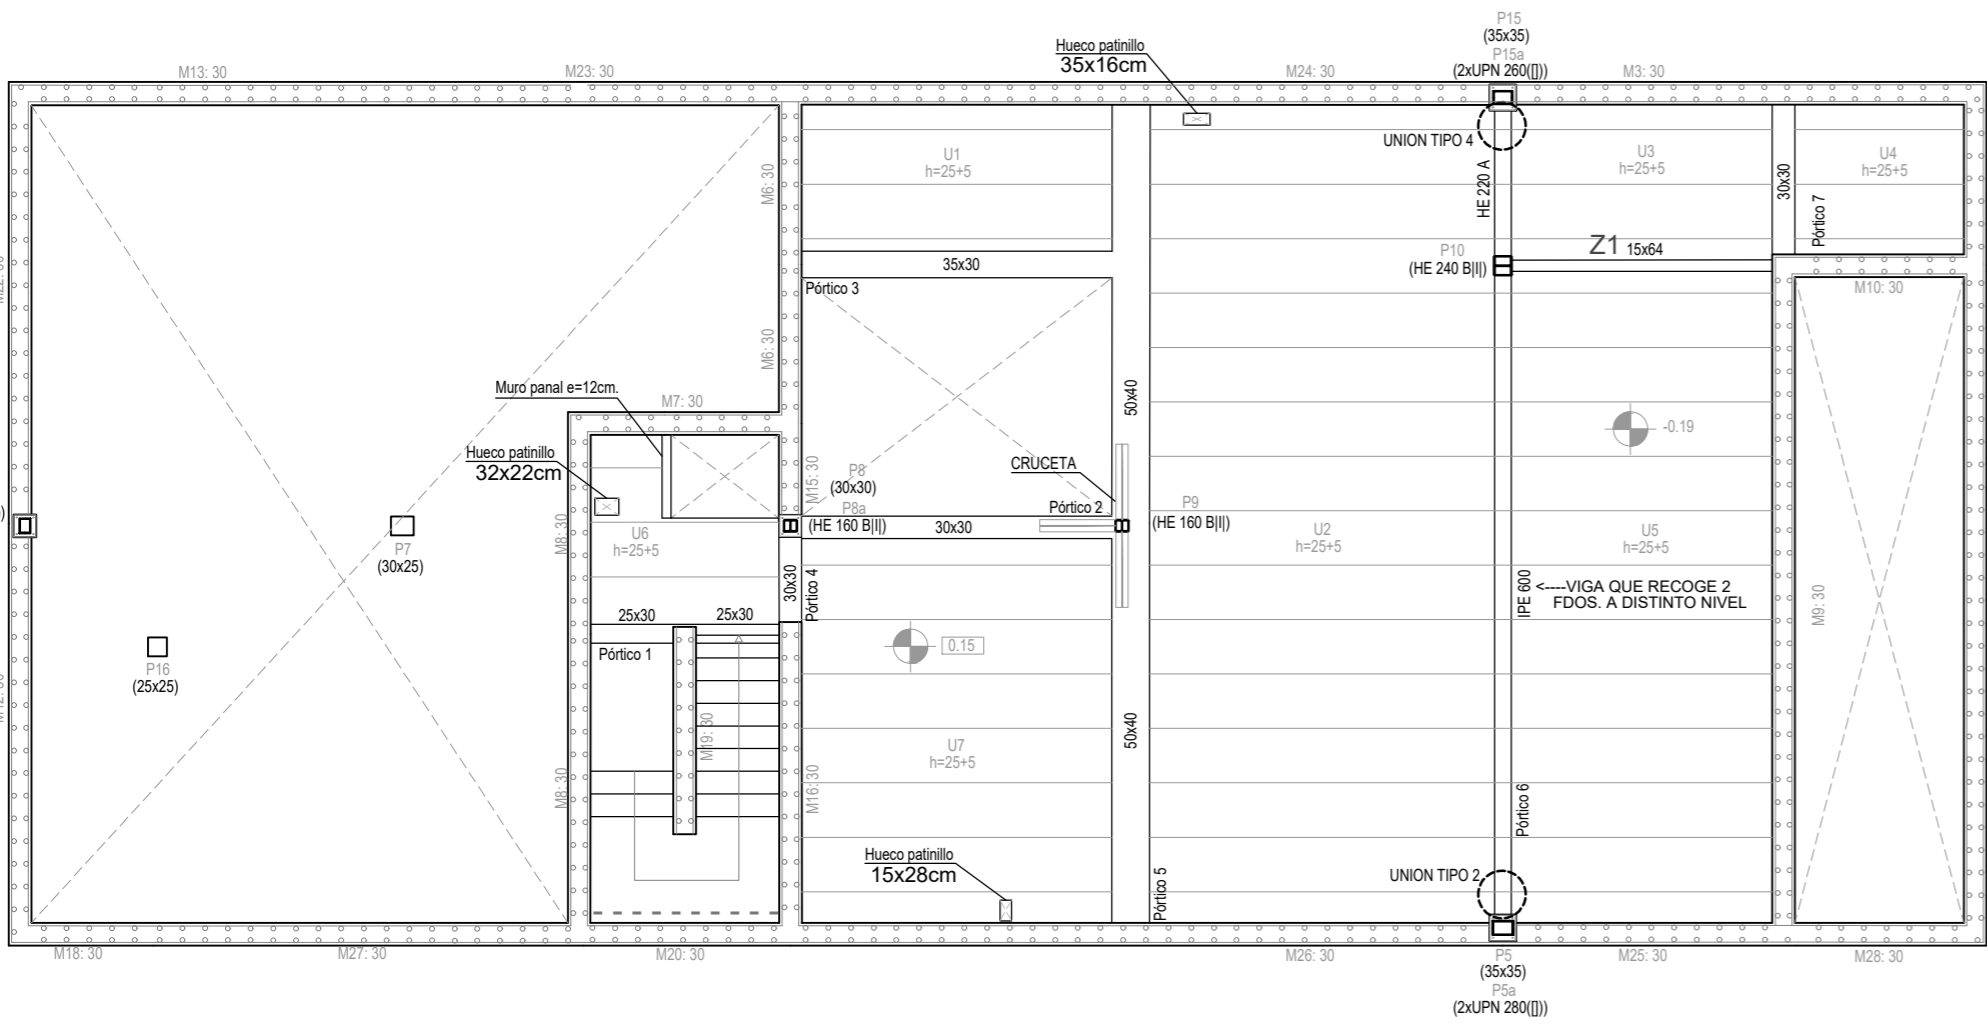 P15
(35x35)
P15a
(2xUPN 260([]))
Hueco patinillo
35x16cm
M13: 30
M23: 30
M24: 30
M3: 30
UNION TIPO 4
U1
h=25+5
U3
h=25+5
U4
h=25+5
M6: 30
HE 220 A
30x30
Pórtico 7
P10
(HE 240 B|I|)
Z1 15x64
35x30
Pórtico 3
M10: 30
M6: 30
Muro panal e=12cm.
M7: 30
50x40
-0.19
Hueco patinillo
32x22cm
CRUCETA
M15: 30
P8
(30x30)
P8a
(HE 160 B|I|)
30x30
Pórtico 2
P9
(HE 160 B|I|)
U6
h=25+5
M8: 30
U2
h=25+5
U5
h=25+5
P7
(30x25)
30x30
Pórtico 4
IPE 600
<----VIGA QUE RECOGE 2
FDOS. A DISTINTO NIVEL
M9: 30
25x30
25x30
Pórtico 1
0.15
P16
(25x25)
M19: 30
50x40
U7
h=25+5
M8: 30
M16: 30
Pórtico 6
Hueco patinillo
15x28cm
Pórtico 5
UNION TIPO 2
M18: 30
M27: 30
M20: 30
M26: 30
P5
(35x35)
P5a
(2xUPN 280([]))
M25: 30
M28: 30